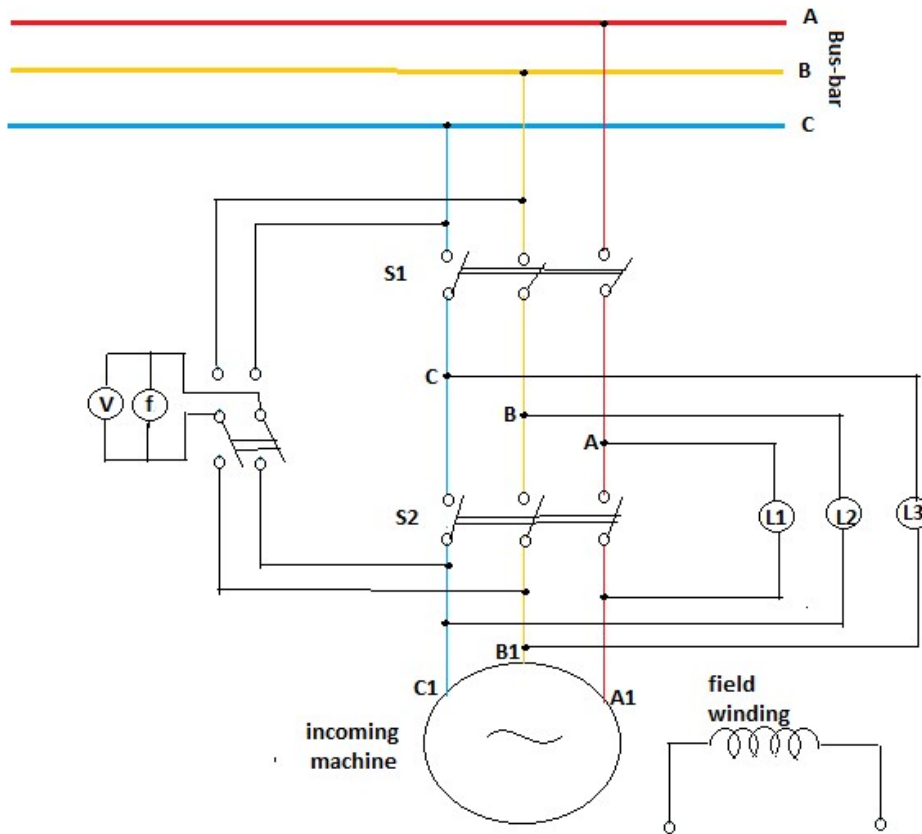 A
B
C
Bus-bar
S1
V
f
C
B
A
S2
L1
L2
L3
B1
C1
A1
incoming
machine
field
winding